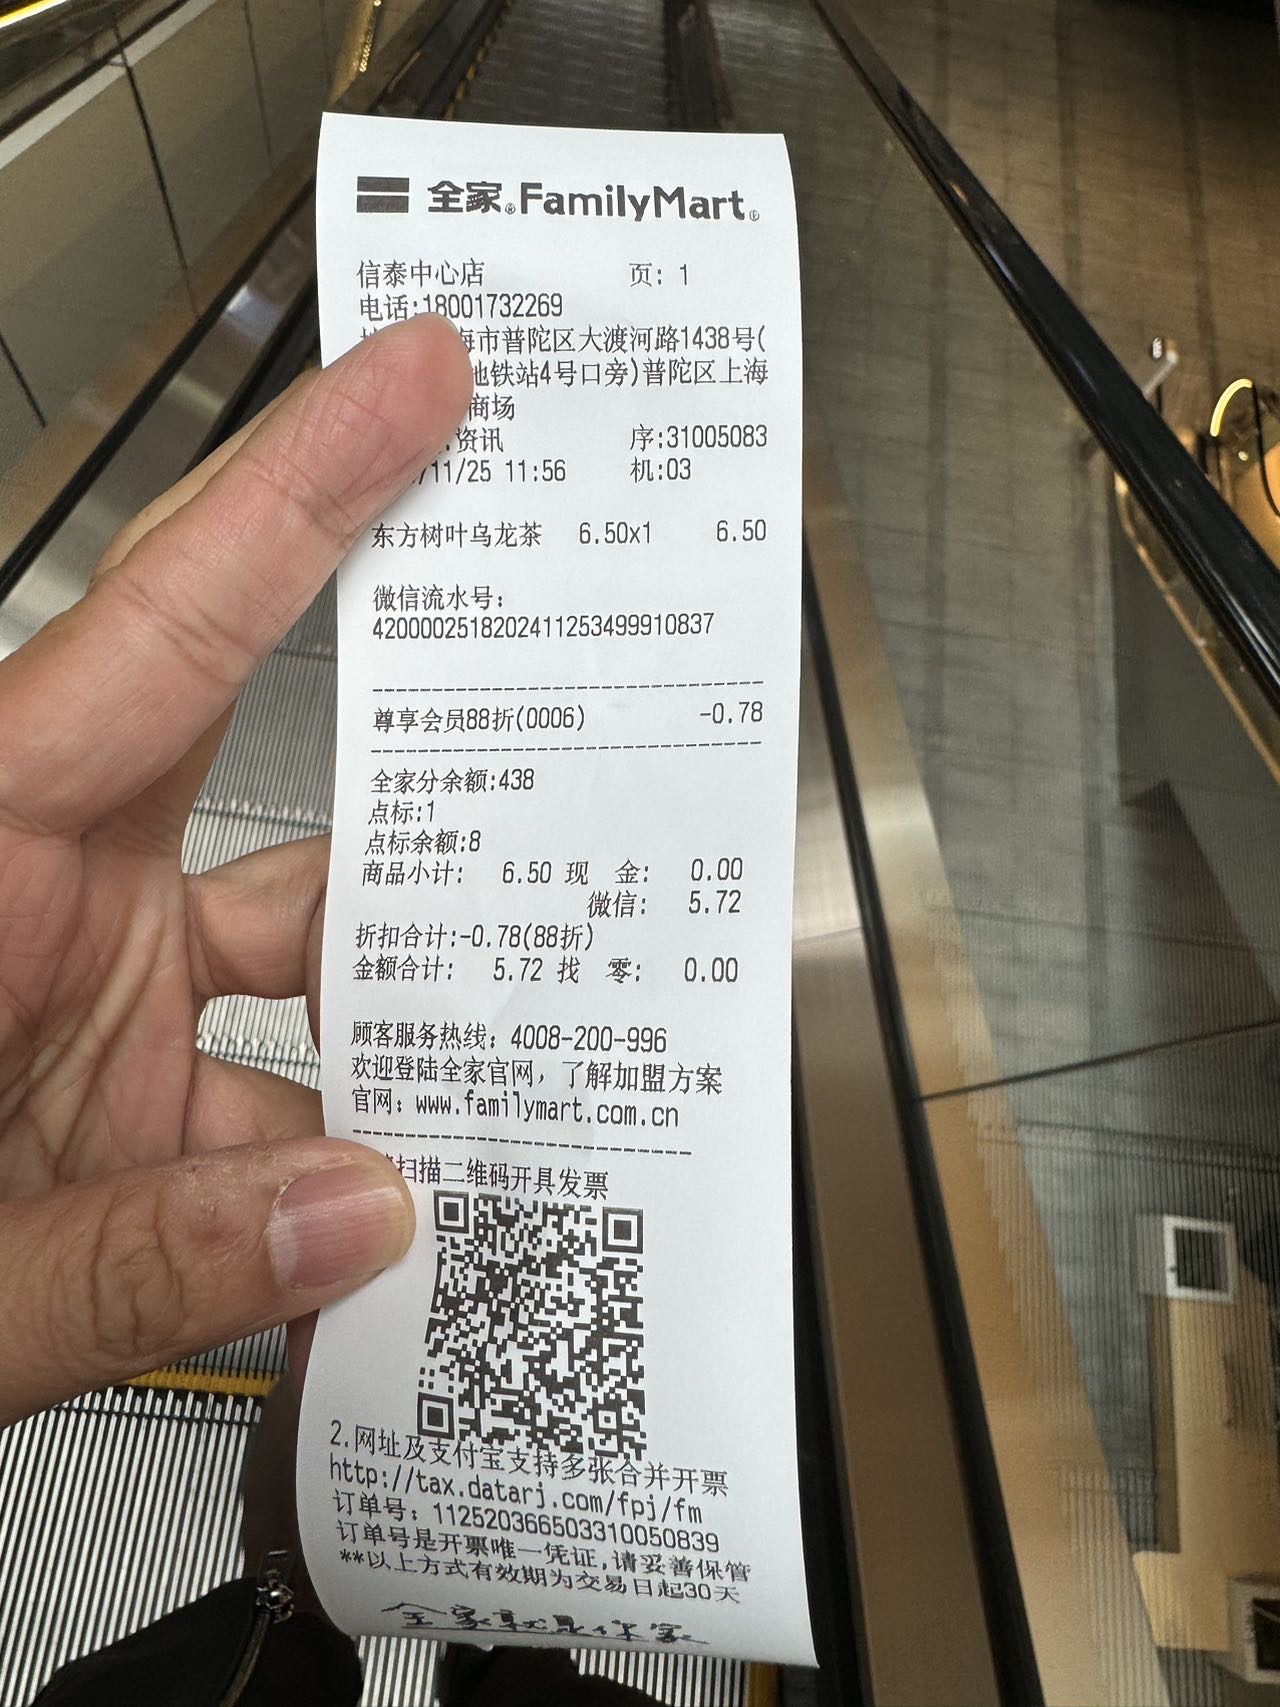 全家 FamilyMart
信泰中心店 页: 1
电话:18001732269
海市普陀区大渡河路1438号(
地铁站4号口旁)普陀区上海
商场
资讯 序:31005083
/11/25 11:56 机:03
东方树叶乌龙茶 6.50x1 6.50
微信流水号:
4200002518202411253499910837
尊享会员88折(0006) -0.78
全家分余额:438
点标:1
点标余额:8
商品小计: 6.50 现 金: 0.00
微信: 5.72
折扣合计:-0.78(88折)
金额合计: 5.72 找 零: 0.00
顾客服务热线: 4008-200-996
欢迎登陆全家官网, 了解加盟方案
官网: www.familymart.com.cn
扫描二维码开具发票
2.网址及支付宝支持多张合并开票
http://tax.datarj.com/fpj/fm
订单号: 112520366503310050839
订单号是开票唯一凭证,请妥善保管
**以上方式有效期为交易日起30天
全家就是你家